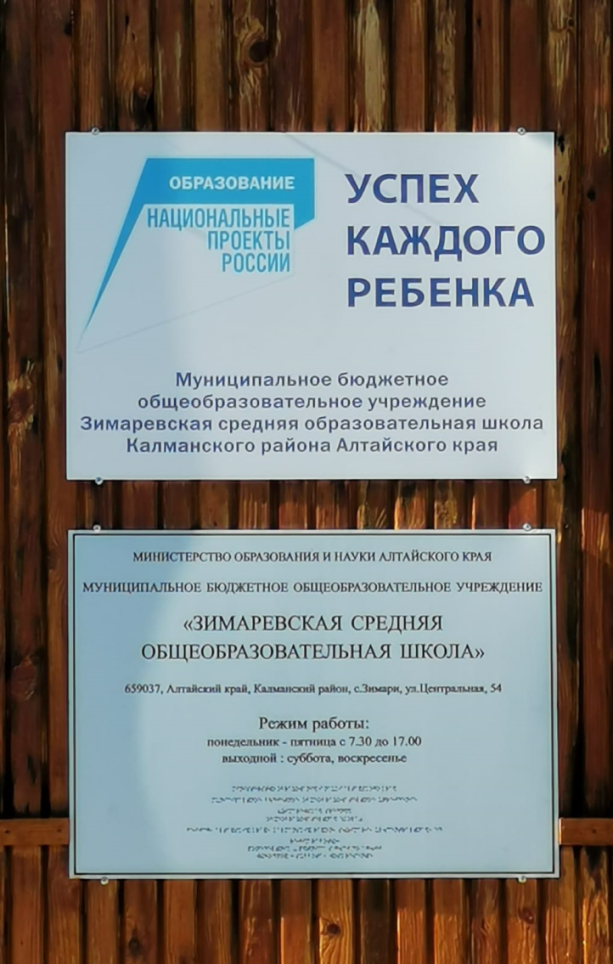 ОБРАЗОВАНИЕ
НАЦИОНАЛЬНЫЕ
ПРОЕКТЫ
РОССИИ
УСПЕХ
КАЖДОГО
РЕБЕНКА
Муниципальное бюджетное
общеобразовательное учреждение
Зимаревская средняя образовательная школа
Калманского района Алтайского края
МИНИСТЕРСТВО ОБРАЗОВАНИЯ И НАУКИ АЛТАЙСКОГО КРАЯ
МУНИЦИПАЛЬНОЕ БЮДЖЕТНОЕ ОБЩЕОБРАЗОВАТЕЛЬНОЕ УЧРЕЖДЕНИЕ
«ЗИМАРЕВСКАЯ СРЕДНЯЯ
ОБЩЕОБРАЗОВАТЕЛЬНАЯ ШКОЛА»
659037, Алтайский край, Калманский район, с.Зимари, ул.Центральная, 54
Режим работы:
понедельник - пятница с 7.30 до 17.00
выходной : суббота, воскресенье